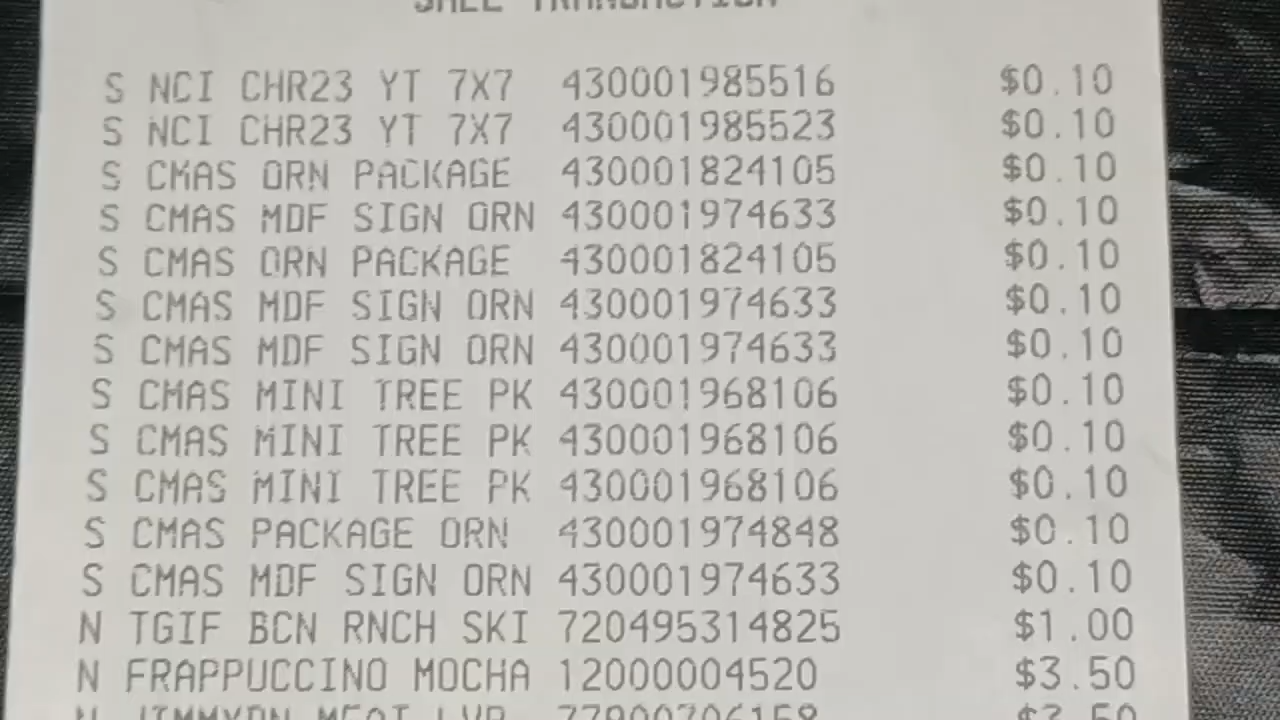 SALE TRANSACTION
S NCI CHR23 YT 7X7 430001985516 $0.10
S NCI CHR23 YT 7X7 430001985523 $0.10
S CMAS ORN PACKAGE 430001824105 $0.10
S CMAS MDF SIGN ORN 430001974633 $0.10
S CMAS ORN PACKAGE 430001824105 $0.10
S CMAS MDF SIGN ORN 430001974633 $0.10
S CMAS MDF SIGN ORN 430001974633 $0.10
S CMAS MINI TREE PK 430001968106 $0.10
S CMAS MINI TREE PK 430001968106 $0.10
S CMAS MINI TREE PK 430001968106 $0.10
S CMAS PACKAGE ORN 430001974848 $0.10
S CMAS MDF SIGN ORN 430001974633 $0.10
N TGIF BCN RNCH SKI 720495314825 $1.00
N FRAPPUCCINO MOCHA 12000004520 $3.50
N